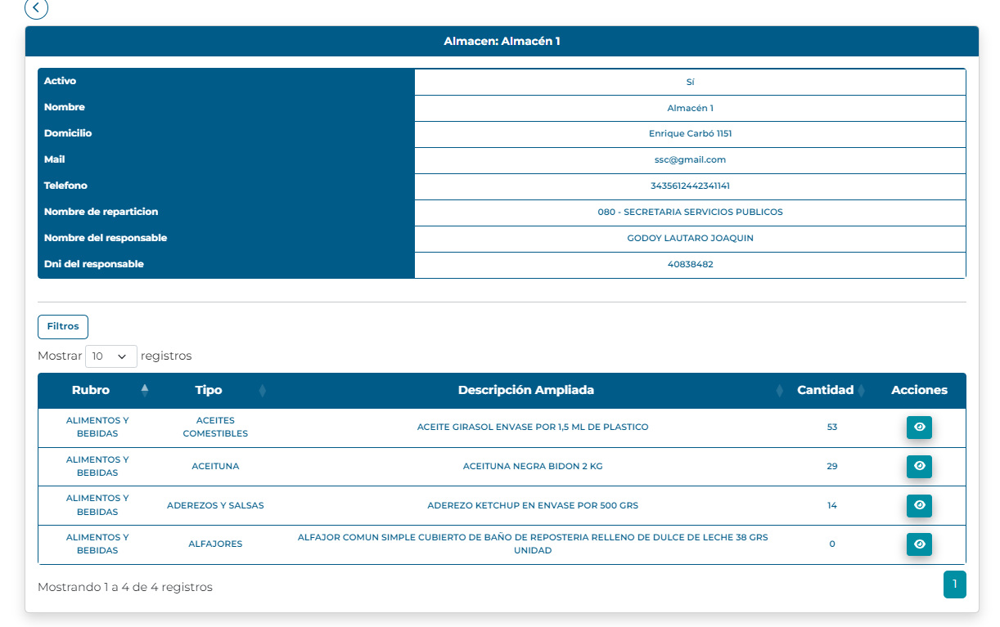 Almacen: Almacén 1
Activo Sí
Nombre Almacén 1
Domicilio Enrique Carbó 1151
Mail ssc@gmail.com
Telefono 3435612442341141
Nombre de reparticion 080 - SECRETARIA SERVICIOS PUBLICOS
Nombre del responsable GODOY LAUTARO JOAQUIN
Dni del responsable 40838482
Filtros
Mostrar 10 registros
Rubro Tipo Descripción Ampliada Cantidad Acciones
ALIMENTOS Y BEBIDAS ACEITES COMESTIBLES ACEITE GIRASOL ENVASE POR 1,5 ML DE PLASTICO 53
ALIMENTOS Y BEBIDAS ACEITUNA ACEITUNA NEGRA BIDON 2 KG 29
ALIMENTOS Y BEBIDAS ADEREZOS Y SALSAS ADEREZO KETCHUP EN ENVASE POR 500 GRS 14
ALIMENTOS Y BEBIDAS ALFAJORES ALFAJOR COMUN SIMPLE CUBIERTO DE BAÑO DE REPOSTERIA RELLENO DE DULCE DE LECHE 38 GRS UNIDAD 0
Mostrando 1 a 4 de 4 registros
1